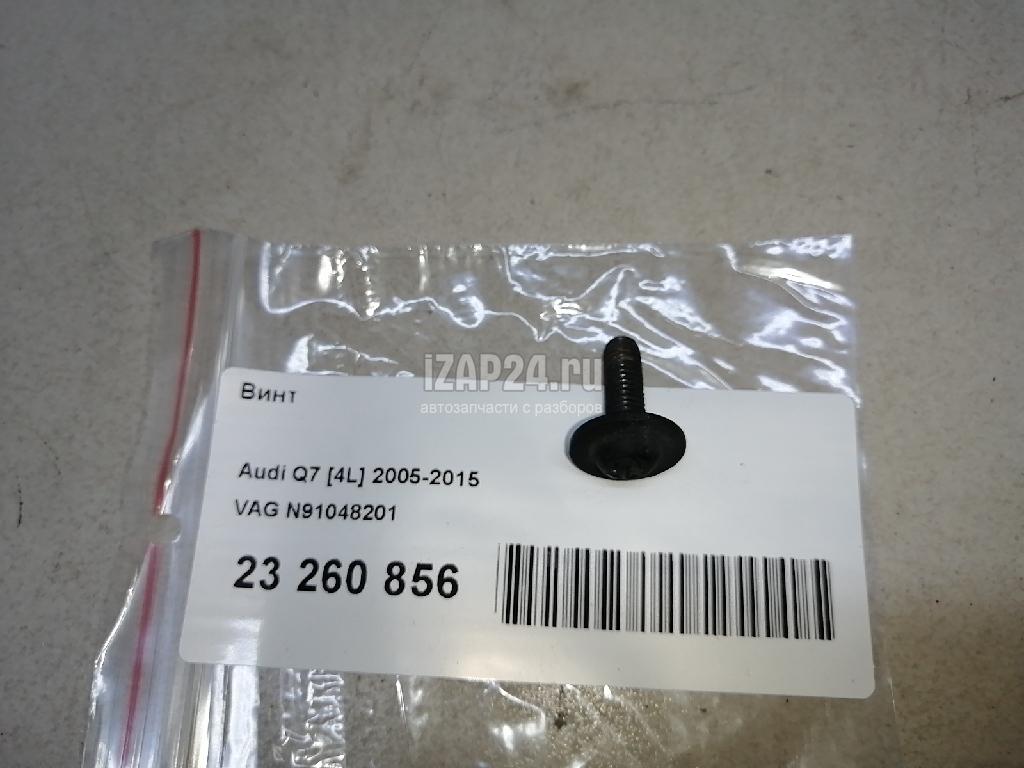 iZAP24.ru
автозапчасти с разборов
Винт
Audi Q7 [4L] 2005-2015
VAG N91048201
23 260 856